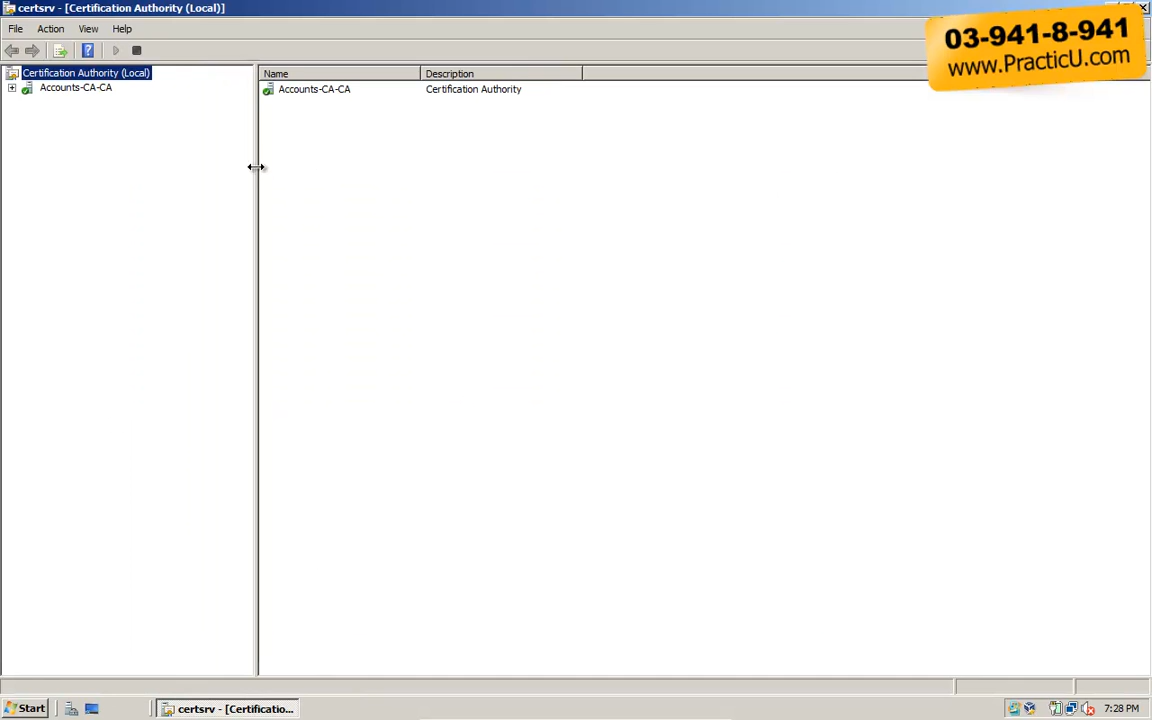 certsrv - [Certification Authority (Local)]
03-941-8-941
www.PracticU.com
File Action View Help
Certification Authority (Local)
Accounts-CA-CA
Name Description
Accounts-CA-CA Certification Authority
Start
certsrv - [Certificatio...
7:28 PM